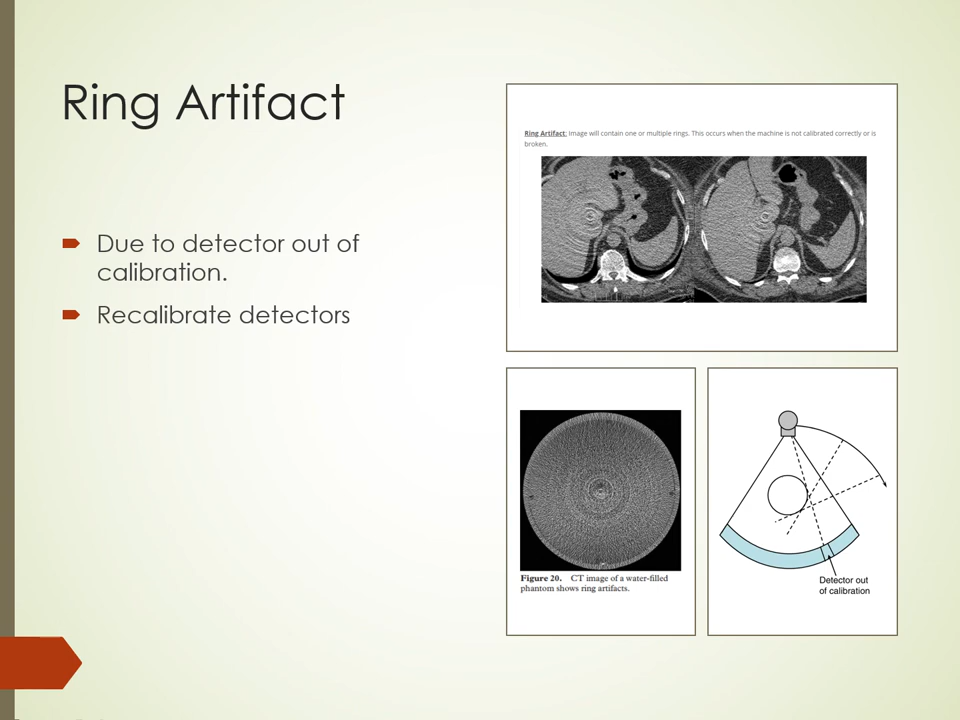 Ring Artifact
Due to detector out of
calibration.
Recalibrate detectors
Ring Artifact: Image will contain one or multiple rings. This occurs when the machine is not calibrated correctly or is
broken.
Figure 20. CT image of a water-filled
phantom shows ring artifacts.
Detector out
of calibration